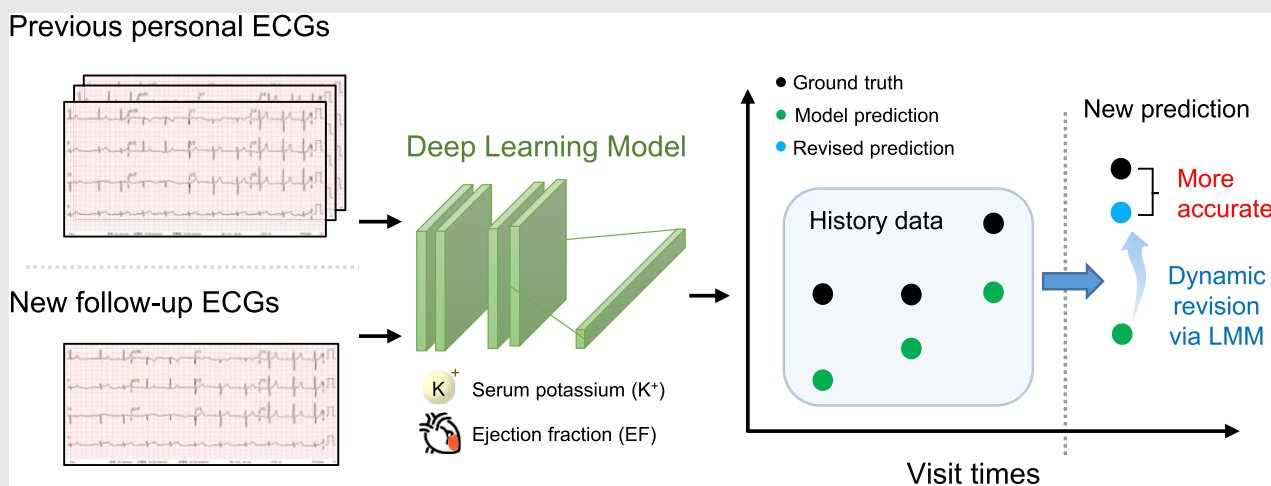 Previous personal ECGs
New follow-up ECGs
Deep Learning Model
K+
Serum potassium (K+)
Ejection fraction (EF)
Ground truth
Model prediction
Revised prediction
History data
Visit times
New prediction
More
accurate
Dynamic
revision
via LMM